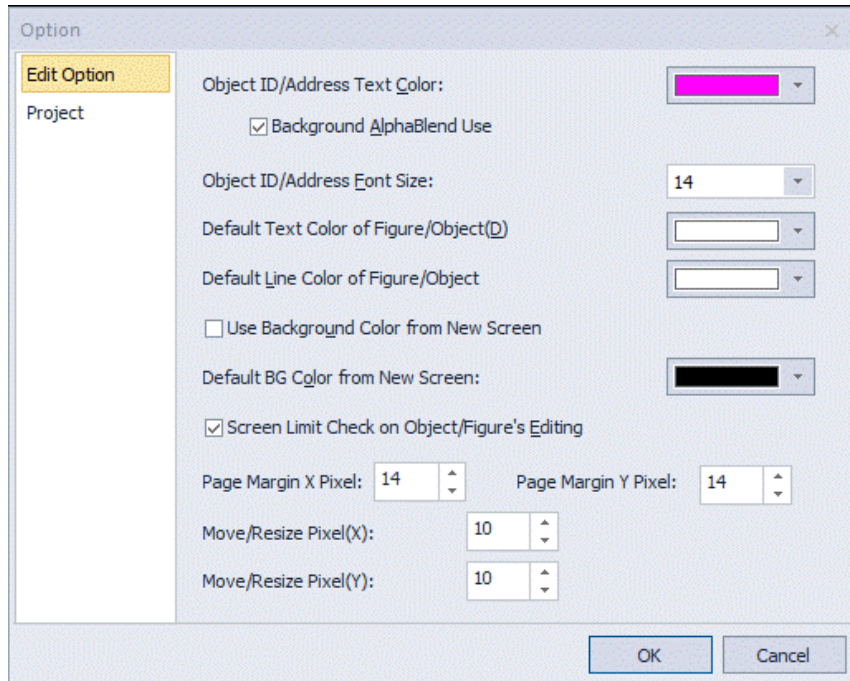 Option
Edit Option
Project
Object ID/Address Text Color:
Background AlphaBlend Use
Object ID/Address Font Size: 14
Default Text Color of Figure/Object(D)
Default Line Color of Figure/Object
Use Background Color from New Screen
Default BG Color from New Screen:
Screen Limit Check on Object/Figure's Editing
Page Margin X Pixel: 14 Page Margin Y Pixel: 14
Move/Resize Pixel(X): 10
Move/Resize Pixel(Y): 10
OK Cancel